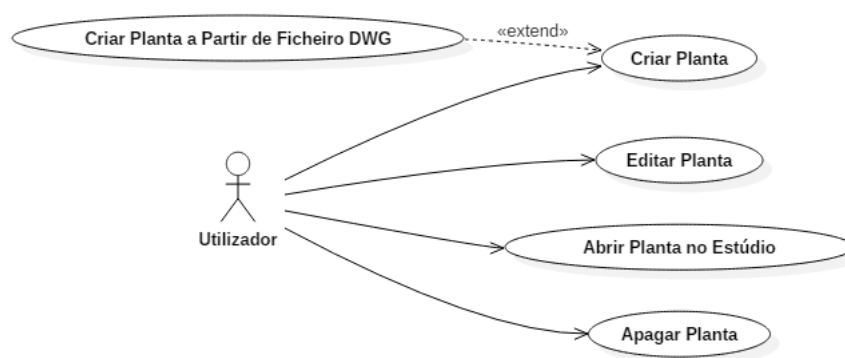 Criar Planta a Partir de Ficheiro DWG
«extend»
Criar Planta
Editar Planta
Utilizador
Abrir Planta no Estúdio
Apagar Planta